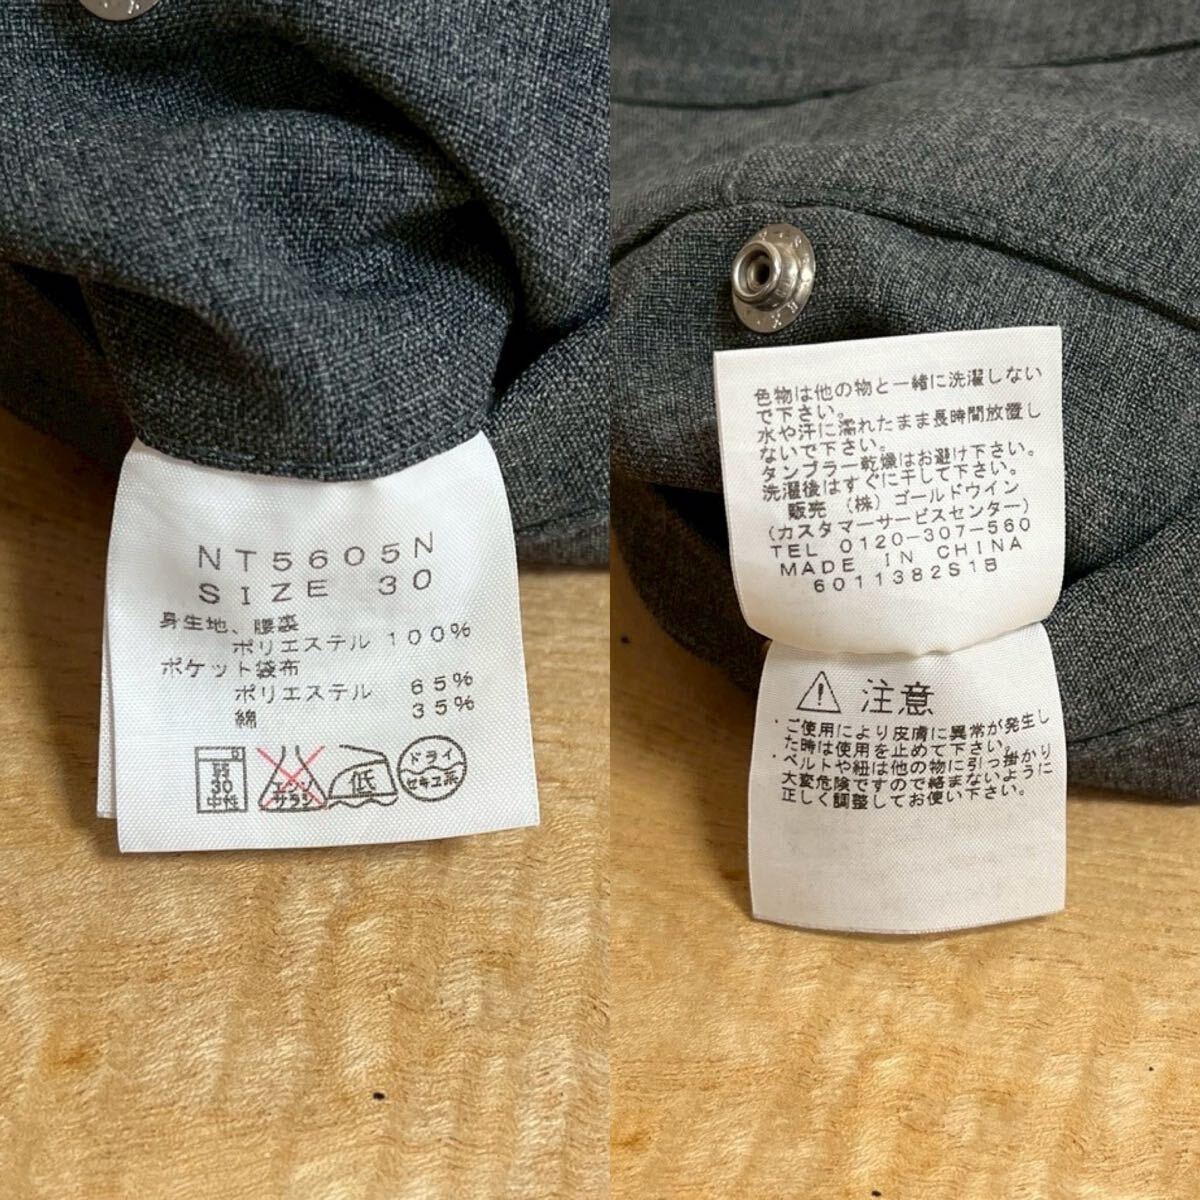 NT5605N
SIZE 30
身生地、腰裏
ポリエステル 100%
ポケット袋布
ポリエステル 65%
綿 35%
30
中性
エンソ
サラシ
低
ドライ
セキユ系
色物は他の物と一緒に洗濯しない
で下さい。
水や汗に濡れたまま長時間放置し
ないで下さい。
タンブラー乾燥はお避け下さい。
洗濯後はすぐに干して下さい。
販売 (株) ゴールドウイン
(カスタマーサービスセンター)
TEL 0120-307-560
MADE IN CHINA
6011382S1B
注意
・ご使用により皮膚に異常が発生し
た時は使用を止めて下さい。
・ベルトや紐は他の物に引っ掛かり
大変危険ですので絡まないように
正しく調整してお使い下さい。